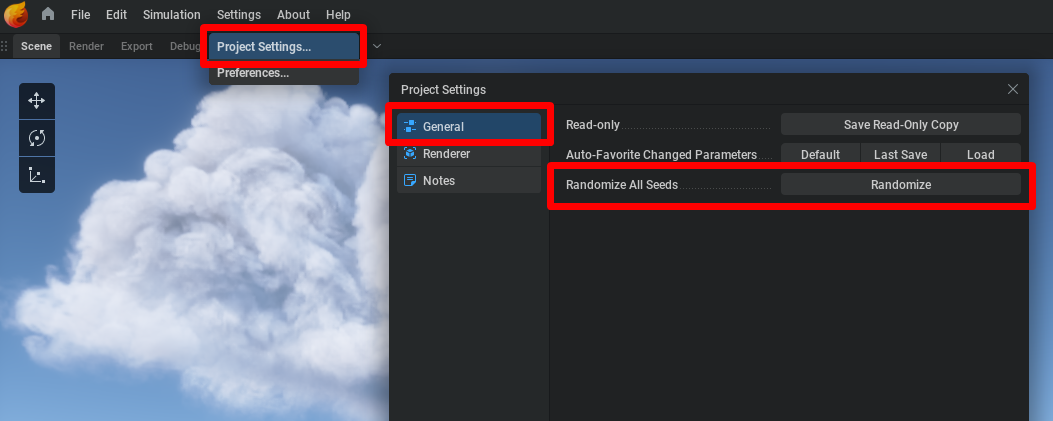 File Edit Simulation Settings About Help
Scene Render Export Debug
Project Settings...
Preferences...
Project Settings
General
Renderer
Notes
Read-only Save Read-Only Copy
Auto-Favorite Changed Parameters Default Last Save Load
Randomize All Seeds Randomize